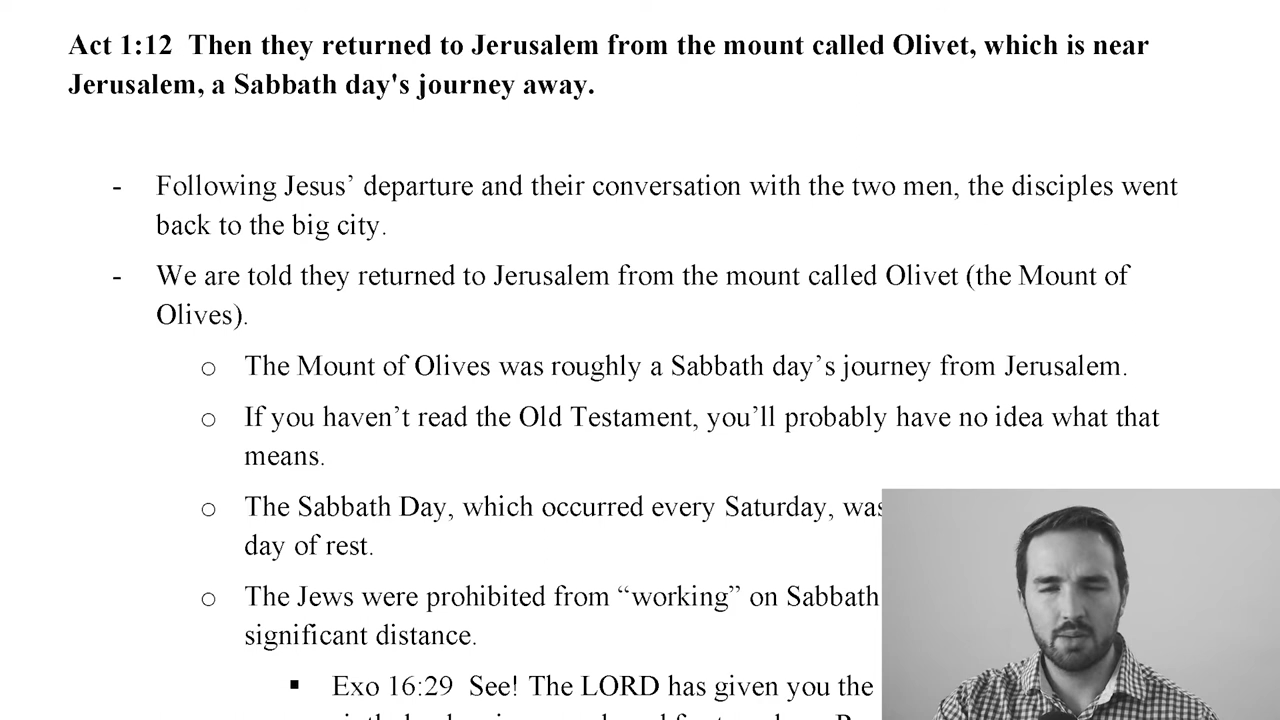 Act 1:12 Then they returned to Jerusalem from the mount called Olivet, which is near
Jerusalem, a Sabbath day's journey away.
- Following Jesus’ departure and their conversation with the two men, the disciples went
back to the big city.
- We are told they returned to Jerusalem from the mount called Olivet (the Mount of
Olives).
o The Mount of Olives was roughly a Sabbath day’s journey from Jerusalem.
o If you haven’t read the Old Testament, you’ll probably have no idea what that
means.
o The Sabbath Day, which occurred every Saturday, was
day of rest.
o The Jews were prohibited from “working” on Sabbath
significant distance.
▪ Exo 16:29 See! The LORD has given you the